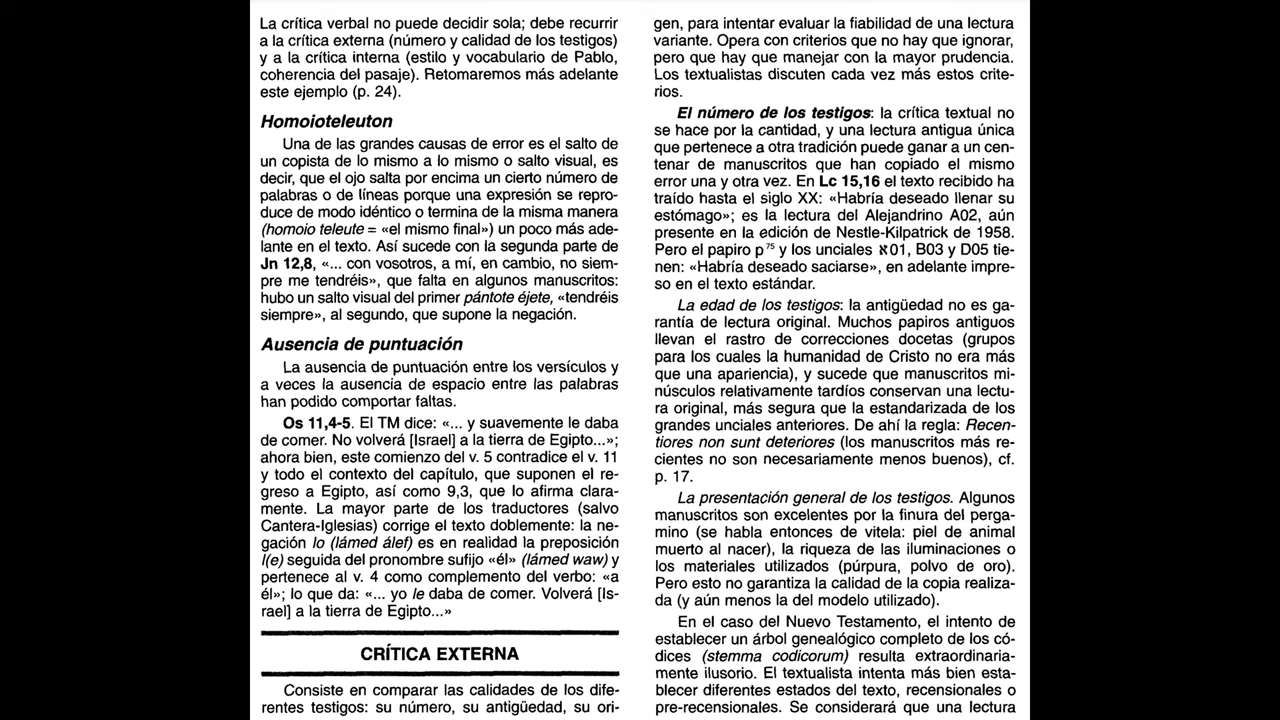 La crítica verbal no puede decidir sola; debe recurrir
a la crítica externa (número y calidad de los testigos)
y a la crítica interna (estilo y vocabulario de Pablo,
coherencia del pasaje). Retomaremos más adelante
este ejemplo (p. 24).
Homoioteleuton
Una de las grandes causas de error es el salto de
un copista de lo mismo a lo mismo o salto visual, es
decir, que el ojo salta por encima un cierto número de
palabras o de líneas porque una expresión se repro-
duce de modo idéntico o termina de la misma manera
(homoio teleute = «el mismo final») un poco más ade-
lante en el texto. Así sucede con la segunda parte de
Jn 12,8, «... con vosotros, a mí, en cambio, no siem-
pre me tendréis», que falta en algunos manuscritos:
hubo un salto visual del primer pántote éjete, «tendréis
siempre», al segundo, que supone la negación.
Ausencia de puntuación
La ausencia de puntuación entre los versículos y
a veces la ausencia de espacio entre las palabras
han podido comportar faltas.
Os 11,4-5. El TM dice: «... y suavemente le daba
de comer. No volverá [Israel] a la tierra de Egipto...»;
ahora bien, este comienzo del v. 5 contradice el v. 11
y todo el contexto del capítulo, que suponen el re-
greso a Egipto, así como 9,3, que lo afirma clara-
mente. La mayor parte de los traductores (salvo
Cantera-Iglesias) corrige el texto doblemente: la ne-
gación lo (lámed álef) es en realidad la preposición
l(e) seguida del pronombre sufijo «él» (lámed waw) y
pertenece al v. 4 como complemento del verbo: «a
él»; lo que da: «... yo le daba de comer. Volverá [Is-
rael] a la tierra de Egipto...»
CRÍTICA EXTERNA
Consiste en comparar las calidades de los dife-
rentes testigos: su número, su antigüedad, su ori-
gen, para intentar evaluar la fiabilidad de una lectura
variante. Opera con criterios que no hay que ignorar,
pero que hay que manejar con la mayor prudencia.
Los textualistas discuten cada vez más estos crite-
rios.
El número de los testigos: la crítica textual no
se hace por la cantidad, y una lectura antigua única
que pertenece a otra tradición puede ganar a un cen-
tenar de manuscritos que han copiado el mismo
error una y otra vez. En Lc 15,16 el texto recibido ha
traído hasta el siglo XX: «Habría deseado llenar su
estómago»; es la lectura del Alejandrino A02, aún
presente en la edición de Nestle-Kilpatrick de 1958.
Pero el papiro p⁷⁵ y los unciales ℵ01, B03 y D05 tie-
nen: «Habría deseado saciarse», en adelante impre-
so en el texto estándar.
La edad de los testigos: la antigüedad no es ga-
rantía de lectura original. Muchos papiros antiguos
llevan el rastro de correcciones docetas (grupos
para los cuales la humanidad de Cristo no era más
que una apariencia), y sucede que manuscritos mi-
núsculos relativamente tardíos conservan una lectu-
ra original, más segura que la estandarizada de los
grandes unciales anteriores. De ahí la regla: Recen-
tiores non sunt deteriores (los manuscritos más re-
cientes no son necesariamente menos buenos), cf.
p. 17.
La presentación general de los testigos. Algunos
manuscritos son excelentes por la finura del perga-
mino (se habla entonces de vitela: piel de animal
muerto al nacer), la riqueza de las iluminaciones o
los materiales utilizados (púrpura, polvo de oro).
Pero esto no garantiza la calidad de la copia realiza-
da (y aún menos la del modelo utilizado).
En el caso del Nuevo Testamento, el intento de
establecer un árbol genealógico completo de los có-
dices (stemma codicorum) resulta extraordinaria-
mente ilusorio. El textualista intenta más bien esta-
blecer diferentes estados del texto, recensionales o
pre-recensionales. Se considerará que una lectura